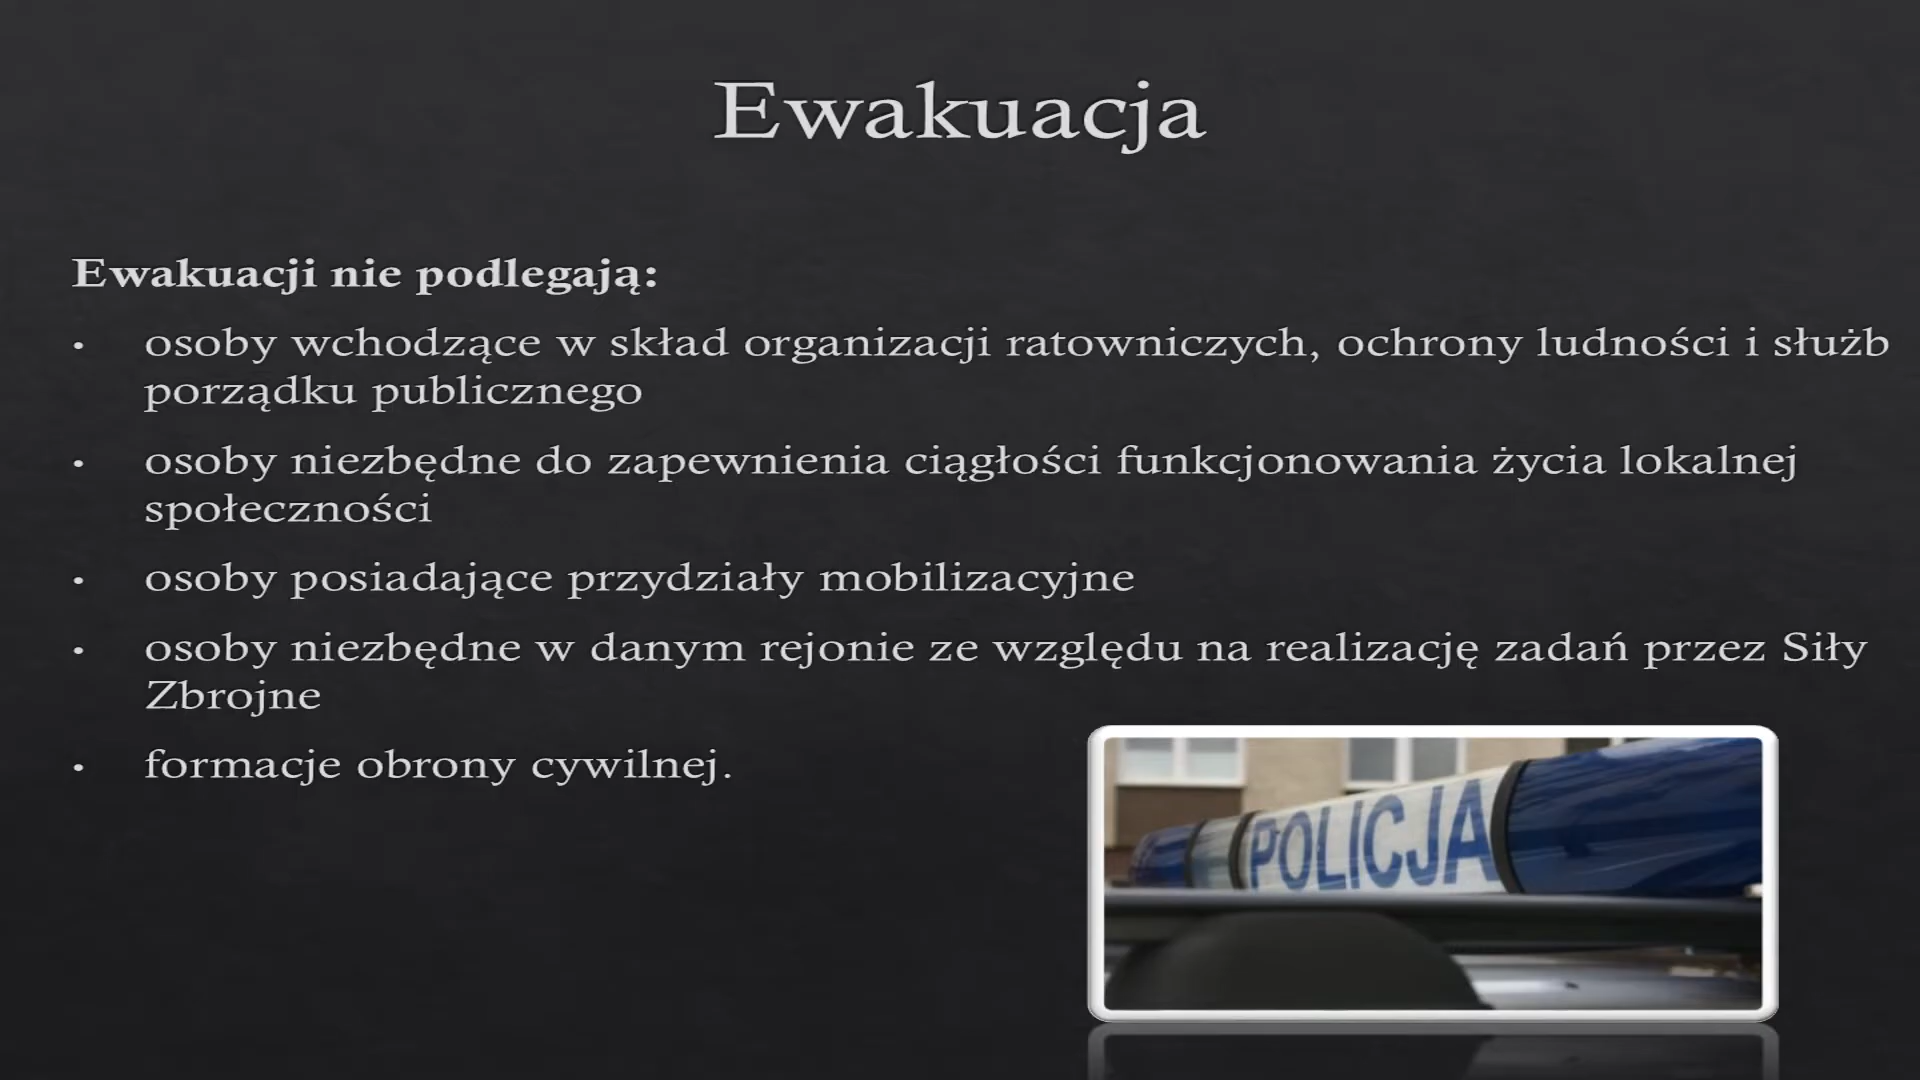 Ewakuacja
Ewakuacji nie podlegają:
• osoby wchodzące w skład organizacji ratowniczych, ochrony ludności i służb
porządku publicznego
• osoby niezbędne do zapewnienia ciągłości funkcjonowania życia lokalnej
społeczności
• osoby posiadające przydziały mobilizacyjne
• osoby niezbędne w danym rejonie ze względu na realizację zadań przez Siły
Zbrojne
• formacje obrony cywilnej.
POLICJA